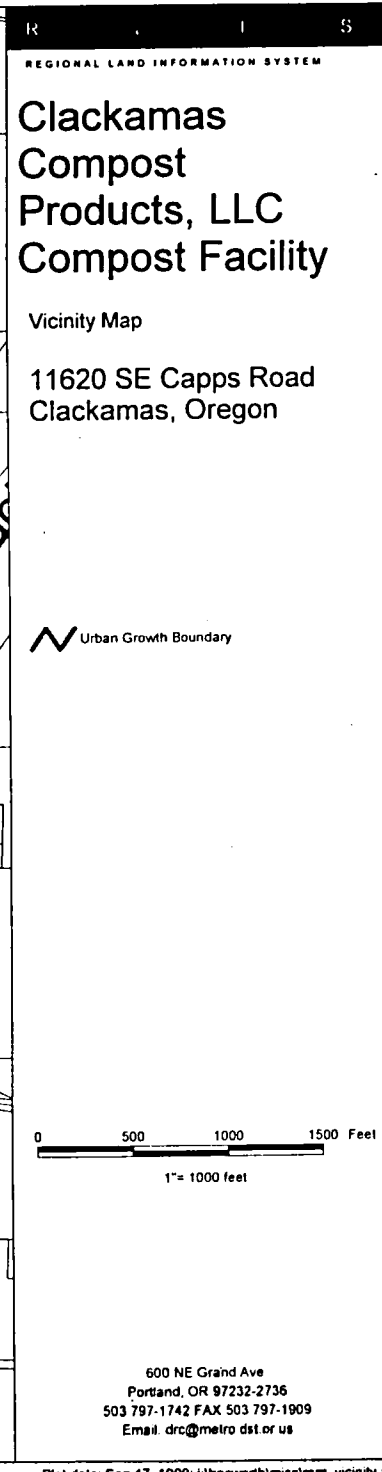 R I S
REGIONAL LAND INFORMATION SYSTEM
Clackamas
Compost
Products, LLC
Compost Facility
Vicinity Map
11620 SE Capps Road
Clackamas, Oregon
Urban Growth Boundary
0 500 1000 1500 Feet
1"= 1000 feet
600 NE Grand Ave
Portland, OR 97232-2736
503 797-1742 FAX 503 797-1909
Email. drc@metro dst.or us
Plot date: